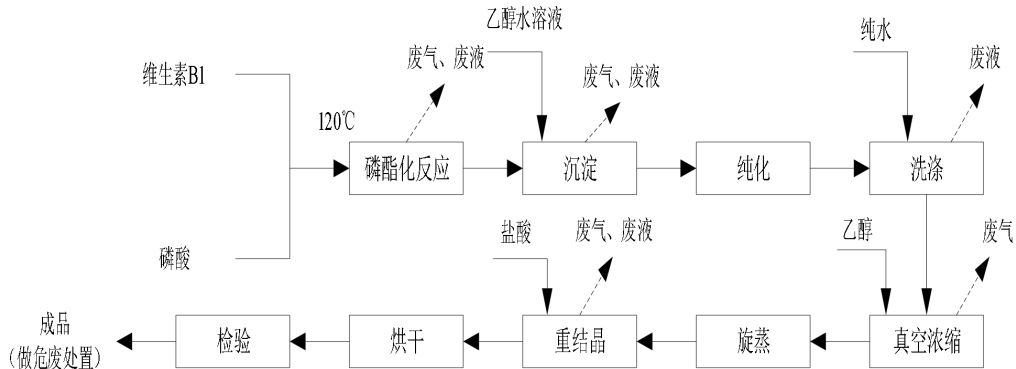 乙醇水溶液
纯水
废气、废液
废气、废液
废液
维生素B1
120℃
磷酯化反应
沉淀
纯化
洗涤
磷酸
盐酸
废气、废液
乙醇
废气
成品
（做危废处置）
检验
烘干
重结晶
旋蒸
真空浓缩